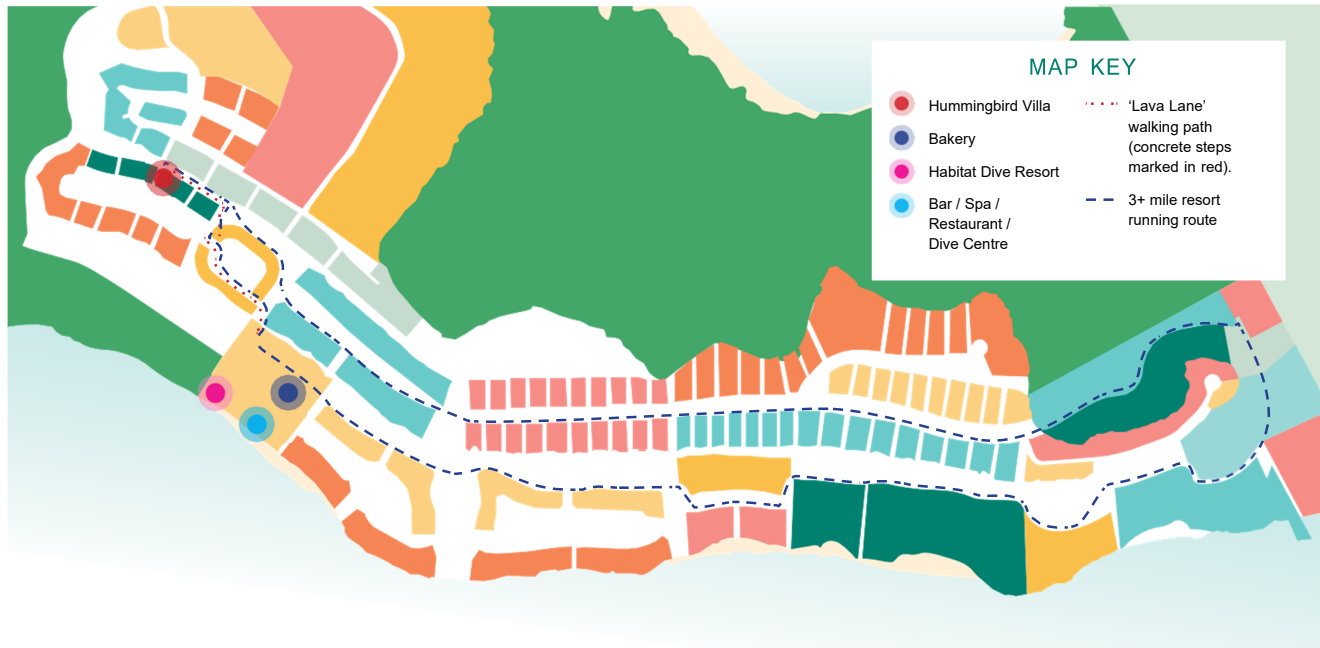 MAP KEY
Hummingbird Villa
Bakery
Habitat Dive Resort
Bar / Spa /
Restaurant /
Dive Centre
‘Lava Lane’
walking path
(concrete steps
marked in red).
3+ mile resort
running route